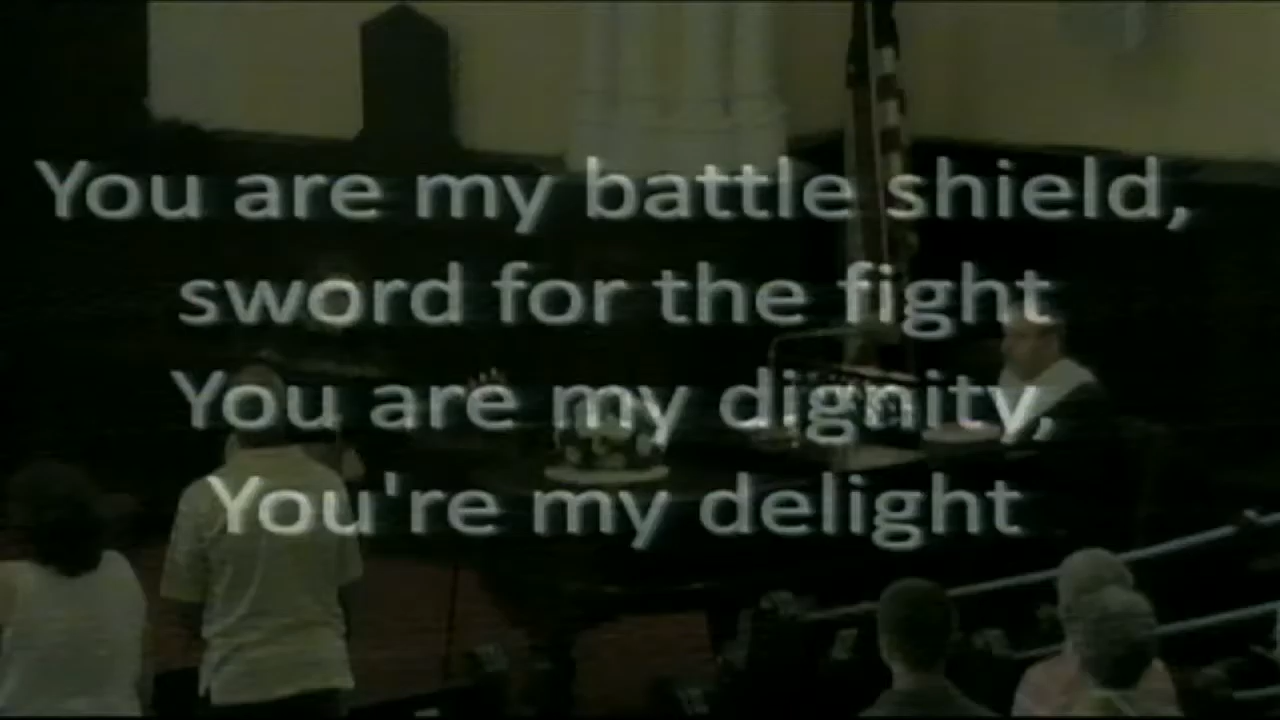 You are my battle shield,
sword for the fight
You are my dignity,
You're my delight